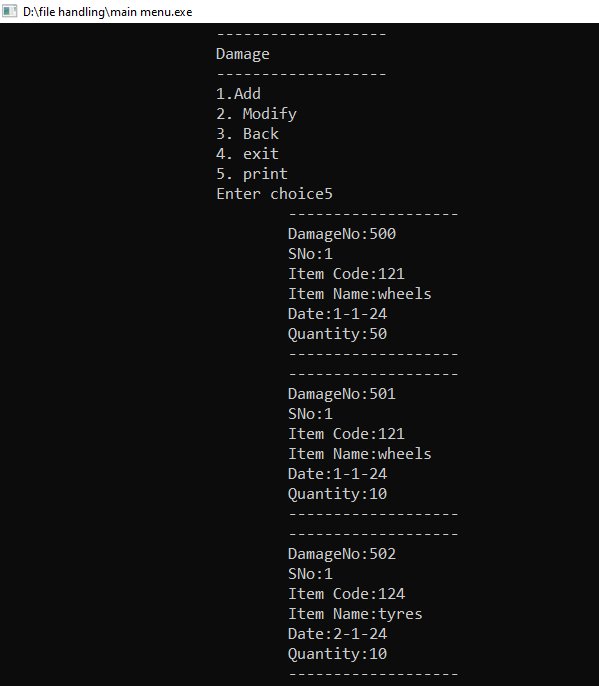 D:\file handling\main menu.exe
-------------------
Damage
-------------------
1.Add
2. Modify
3. Back
4. exit
5. print
Enter choice5
-------------------
DamageNo:500
SNo:1
Item Code:121
Item Name:wheels
Date:1-1-24
Quantity:50
-------------------
-------------------
DamageNo:501
SNo:1
Item Code:121
Item Name:wheels
Date:1-1-24
Quantity:10
-------------------
-------------------
DamageNo:502
SNo:1
Item Code:124
Item Name:tyres
Date:2-1-24
Quantity:10
-------------------